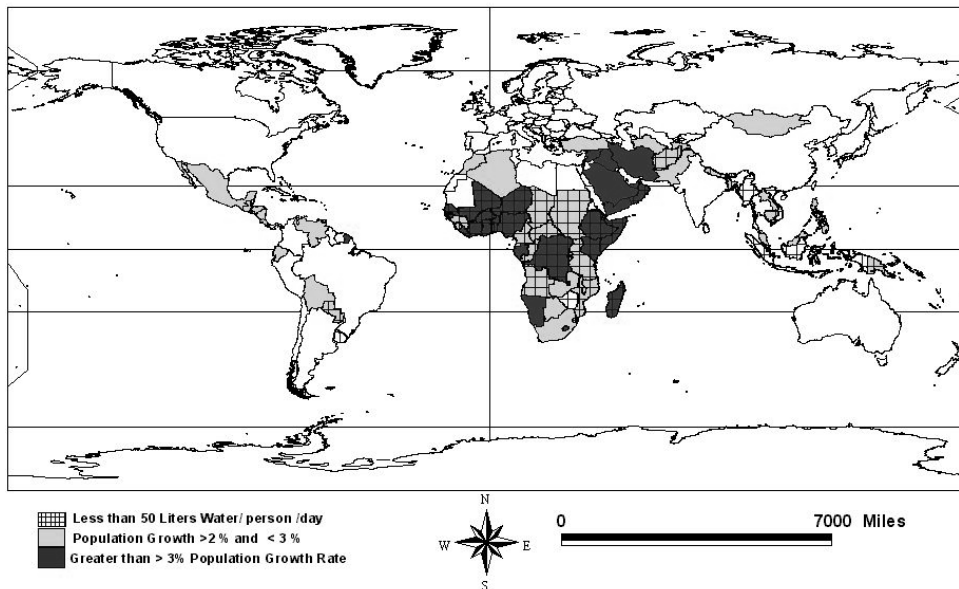 Less than 50 Liters Water/ person /day
Population Growth >2 % and < 3 %
Greater than > 3% Population Growth Rate
N
W E
S
0 7000 Miles